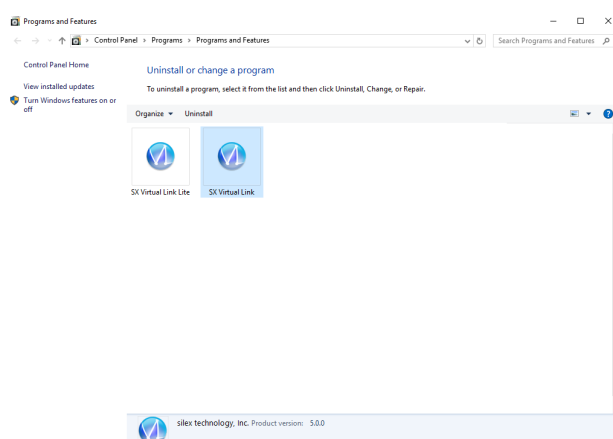 Programs and Features
Control Panel > Programs > Programs and Features
Search Programs and Features
Control Panel Home
View installed updates
Turn Windows features on or
off
Uninstall or change a program
To uninstall a program, select it from the list and then click Uninstall, Change, or Repair.
Organize Uninstall
SX Virtual Link Lite SX Virtual Link
silex technology, Inc. Product version: 5.0.0